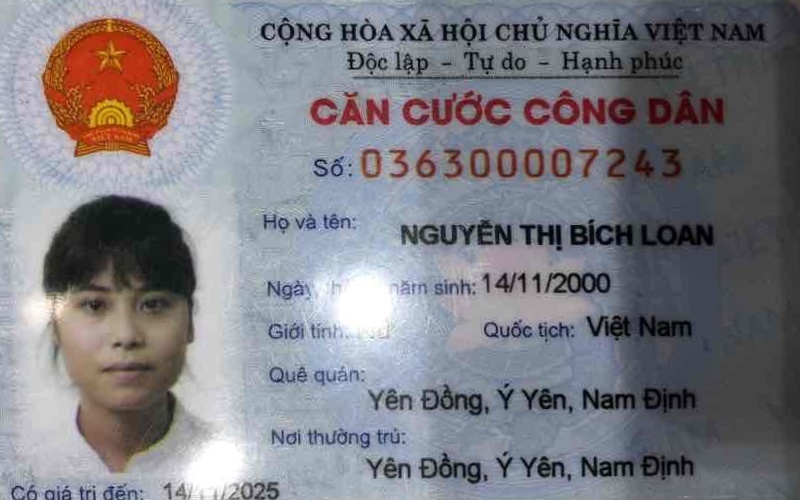 CỘNG HÒA XÃ HỘI CHỦ NGHĨA VIỆT NAM
Độc lập - Tự do - Hạnh phúc
CĂN CƯỚC CÔNG DÂN
Số: 036300007243
Họ và tên: NGUYỄN THỊ BÍCH LOAN
Ngày, năm sinh: 14/11/2000
Giới tính: Quốc tịch: Việt Nam
Quê quán:
Yên Đồng, Ý Yên, Nam Định
Nơi thường trú:
Yên Đồng, Ý Yên, Nam Định
Có giá trị đến: 14/11/2025